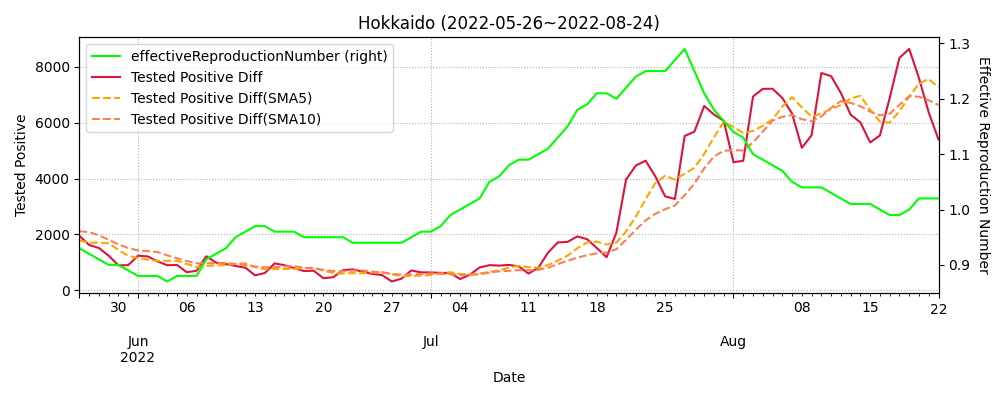 Hokkaido (2022-05-26~2022-08-24)
effectiveReproductionNumber (right)
Tested Positive Diff
Tested Positive Diff(SMA5)
Tested Positive Diff(SMA10)
Tested Positive
8000
6000
4000
2000
0
1.3
1.2
1.1
1.0
0.9
Effective Reproduction Number
30 06 13 20 27 04 11 18 25 08 15 22
Jun Jul Aug
2022
Date